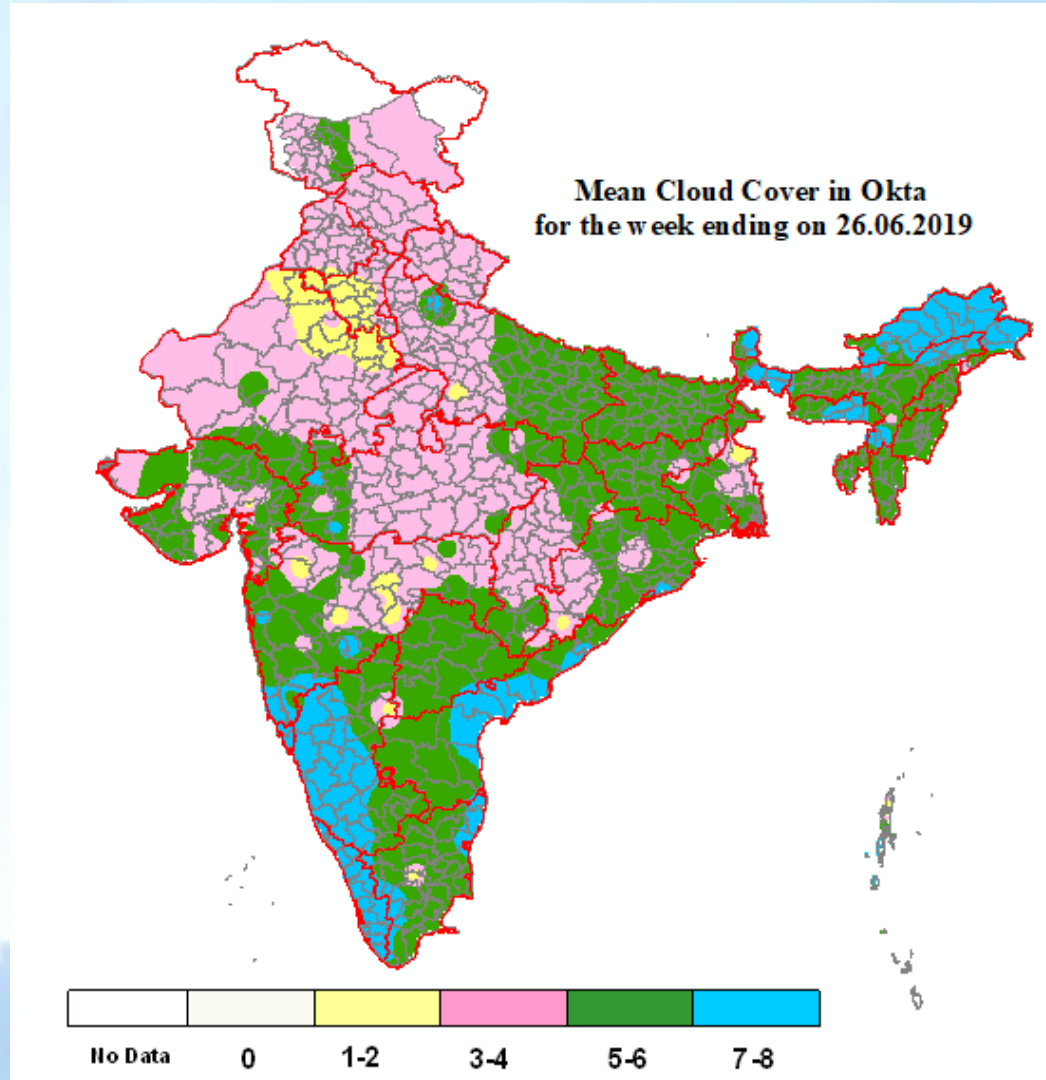 Mean Cloud Cover in Okta
for the week ending on 26.06.2019
No Data 0 1-2 3-4 5-6 7-8